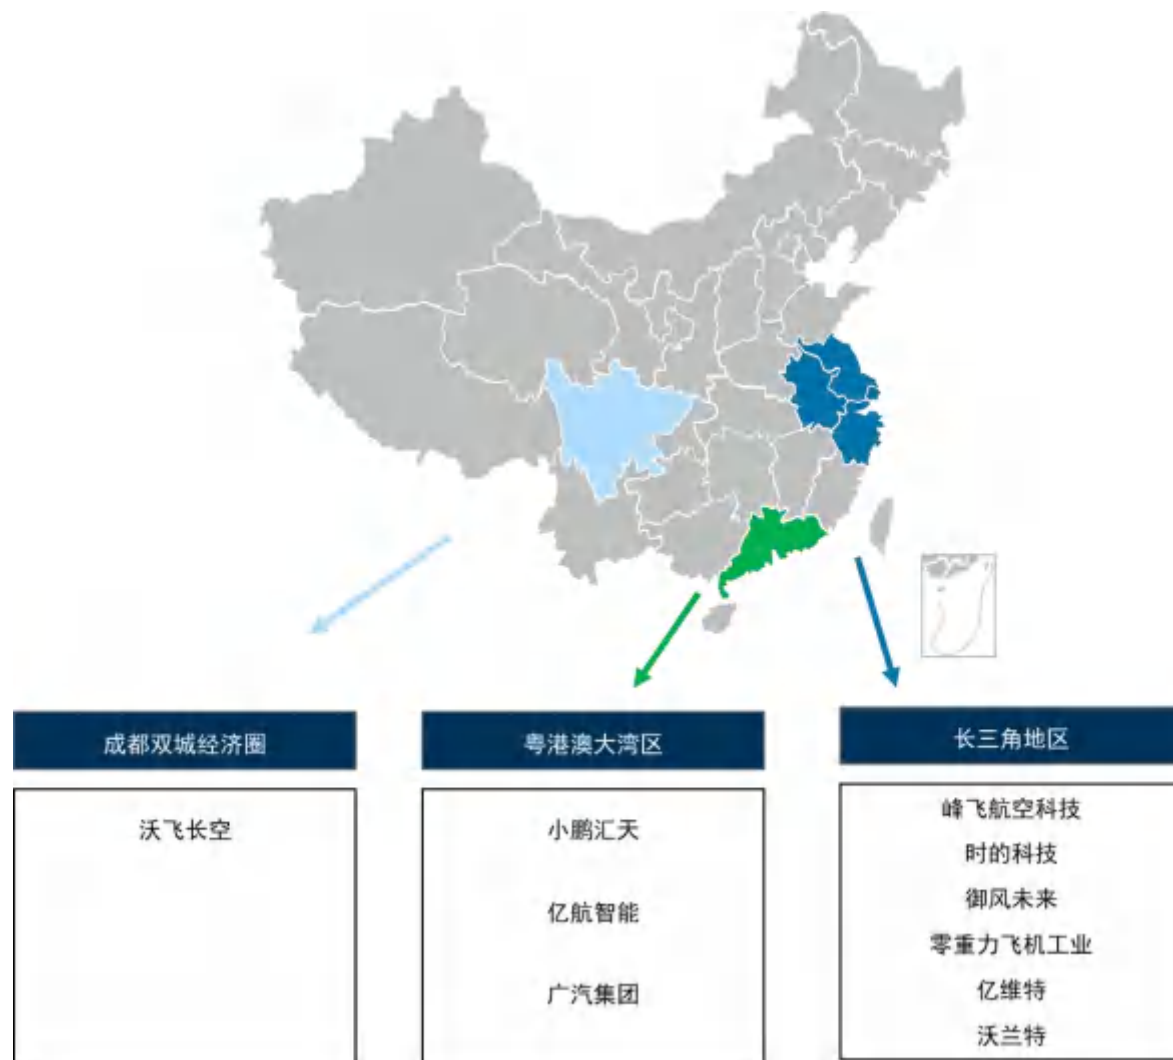 成都双城经济圈
沃飞长空
粤港澳大湾区
小鹏汇天
亿航智能
广汽集团
长三角地区
峰飞航空科技
时的科技
御风未来
零重力飞机工业
亿维特
沃兰特